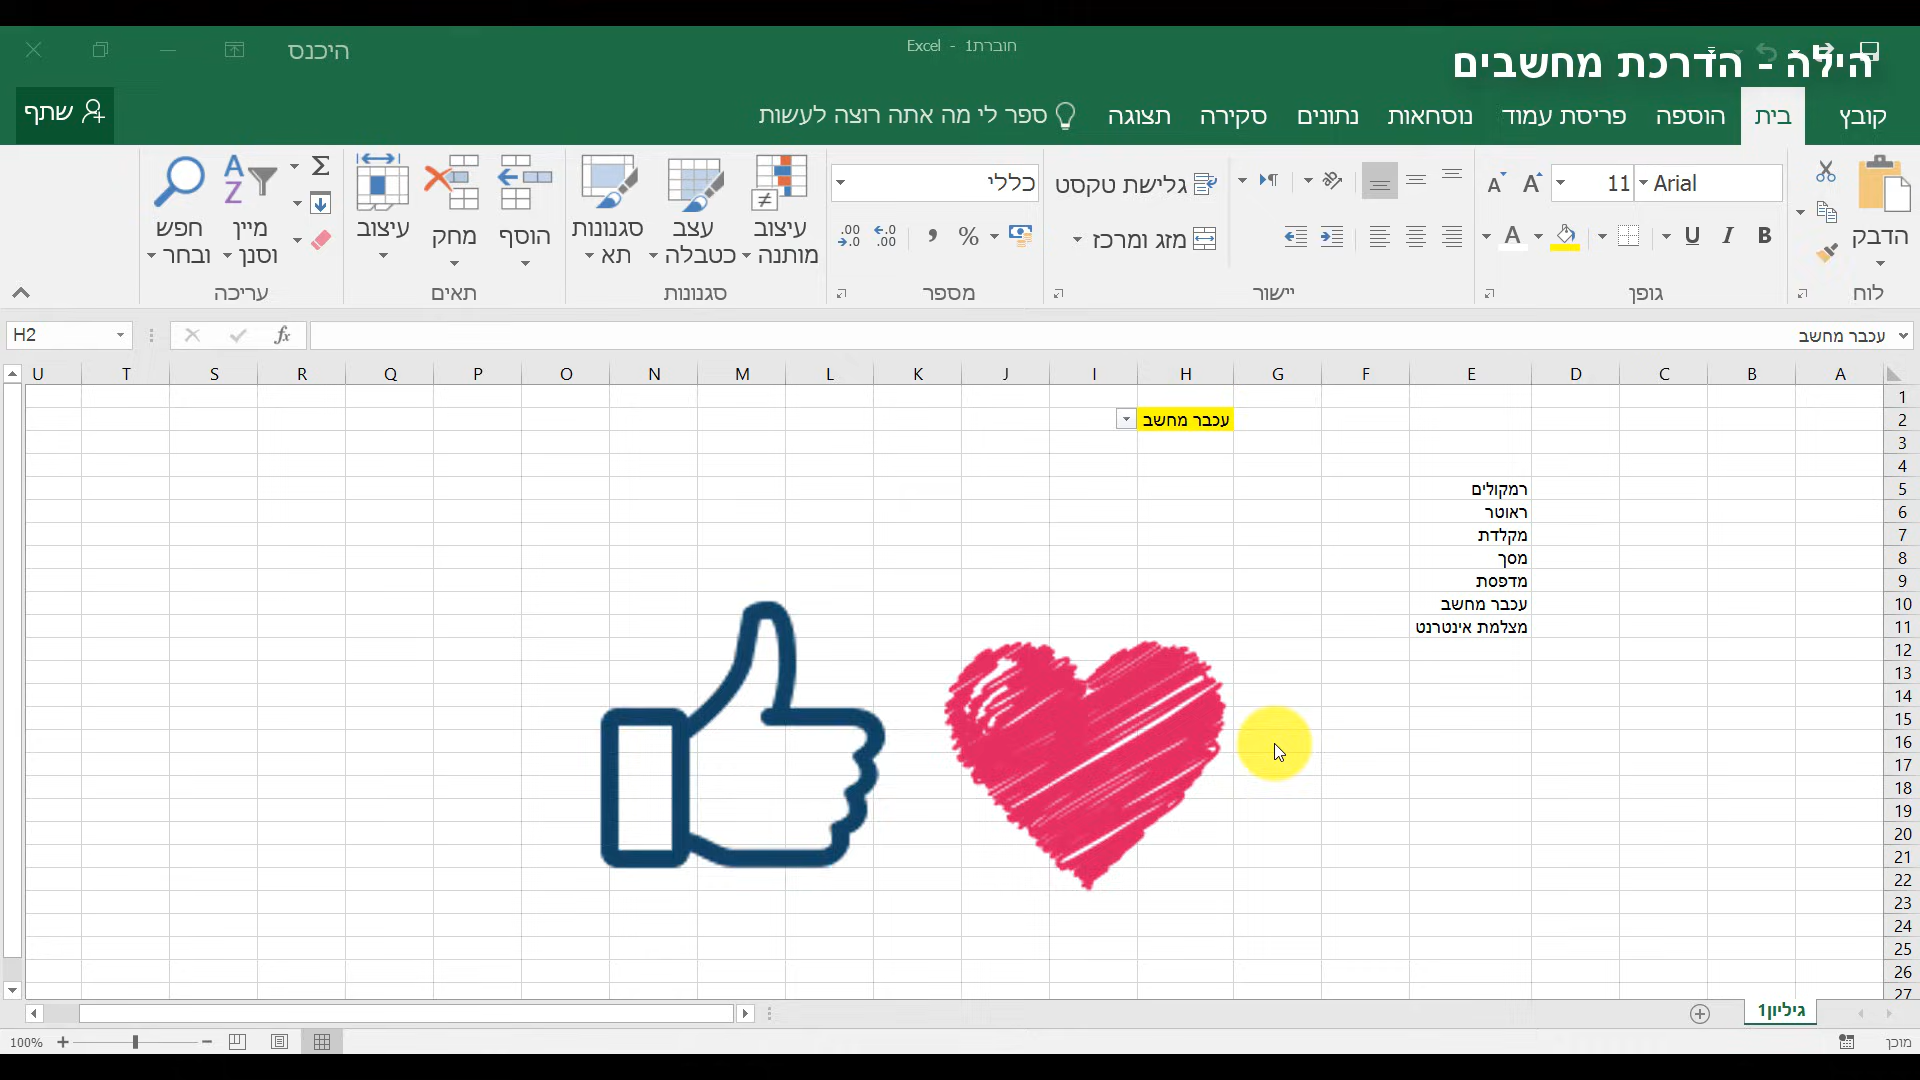 היכנס
חוברת1 - Excel
הילה - הדרכת מחשבים
קובץ
בית
הוספה
פריסת עמוד
נוסחאות
נתונים
סקירה
תצוגה
ספר לי מה אתה רוצה לעשות
שתף
הדבק
לוח
Arial
11
B I U
גופן
גלישת טקסט
מזג ומרכז
יישור
כללי
%
מספר
עיצוב מותנה
עצב כטבלה
סגנונות תא
סגנונות
הוסף
מחק
עיצוב
תאים
מיין וסנן
חפש ובחר
עריכה
H2
fx
עכבר מחשב
A B C D E F G H I J K L M N O P Q R S T U
1
2 עכבר מחשב
3
4
5 רמקולים
6 ראוטר
7 מקלדת
8 מסך
9 מדפסת
10 עכבר מחשב
11 מצלמת אינטרנט
12
13
14
15
16
17
18
19
20
21
22
23
24
25
26
27
גיליון1
מוכן
100%